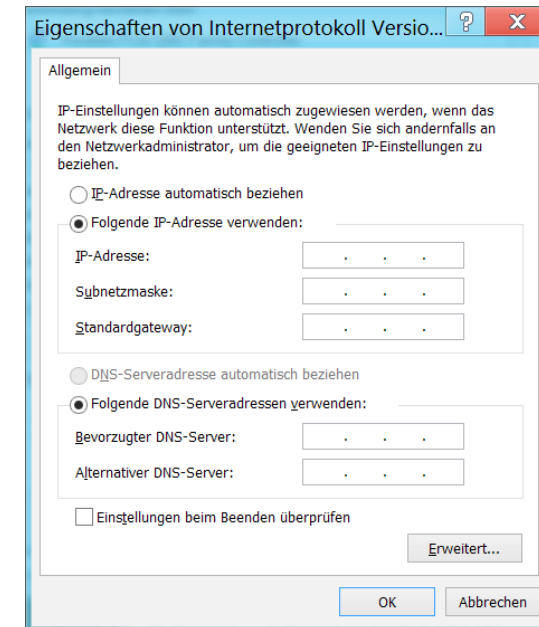 Eigenschaften von Internetprotokoll Versio...
?
X
Allgemein
IP-Einstellungen können automatisch zugewiesen werden, wenn das
Netzwerk diese Funktion unterstützt. Wenden Sie sich andernfalls an
den Netzwerkadministrator, um die geeigneten IP-Einstellungen zu
beziehen.
IP-Adresse automatisch beziehen
Folgende IP-Adresse verwenden:
IP-Adresse: . . .
Subnetzmaske: . . .
Standardgateway: . . .
DNS-Serveradresse automatisch beziehen
Folgende DNS-Serveradressen verwenden:
Bevorzugter DNS-Server: . . .
Alternativer DNS-Server: . . .
Einstellungen beim Beenden überprüfen
Erweitert...
OK
Abbrechen